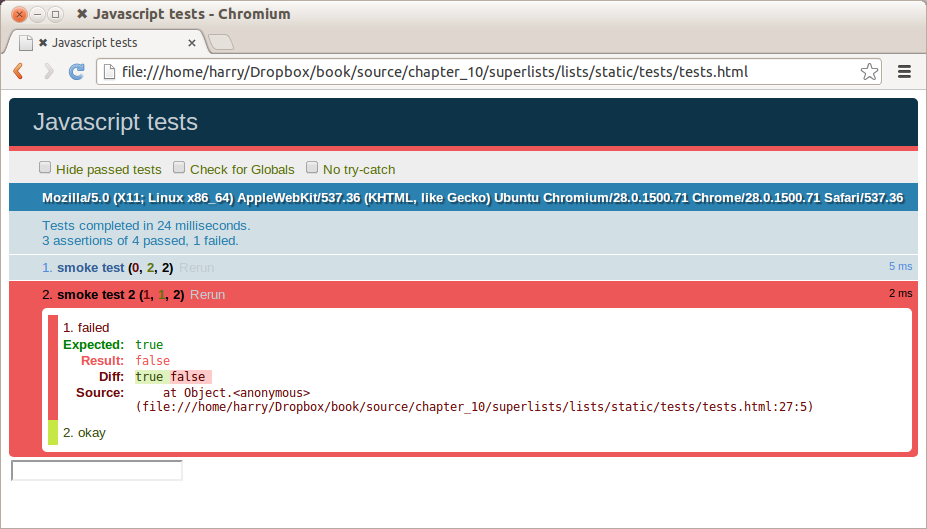 ✖ Javascript tests - Chromium
✖ Javascript tests
file:///home/harry/Dropbox/book/source/chapter_10/superlists/lists/static/tests/tests.html
Javascript tests
Hide passed tests Check for Globals No try-catch
Mozilla/5.0 (X11; Linux x86_64) AppleWebKit/537.36 (KHTML, like Gecko) Ubuntu Chromium/28.0.1500.71 Chrome/28.0.1500.71 Safari/537.36
Tests completed in 24 milliseconds.
3 assertions of 4 passed, 1 failed.
1. smoke test (0, 2, 2) Rerun 5 ms
2. smoke test 2 (1, 1, 2) Rerun 2 ms
1. failed
Expected: true
Result: false
Diff: true false
Source: at Object.<anonymous>
(file:///home/harry/Dropbox/book/source/chapter_10/superlists/lists/static/tests/tests.html:27:5)
2. okay